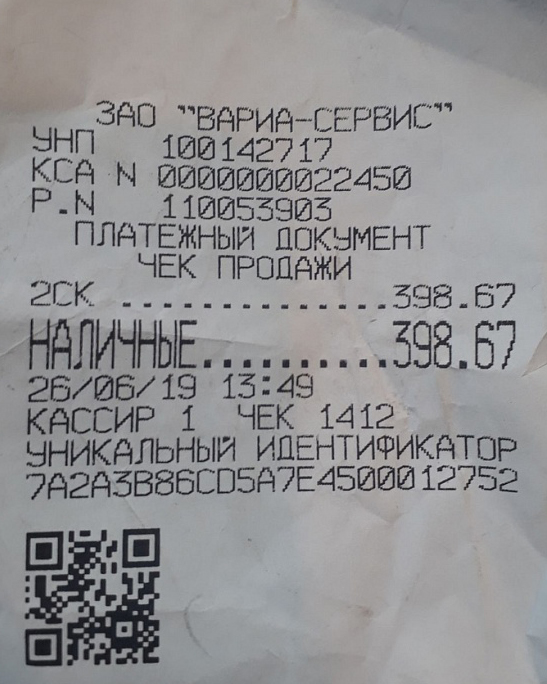 ЗАО ""ВАРИА-СЕРВИС""
УНП 100142717
КСА N 0000000022450
Р.N 110053903
ПЛАТЕЖНЫЙ ДОКУМЕНТ
ЧЕК ПРОДАЖИ
2СК ..............398.67
НАЛИЧНЫЕ..........398.67
26/06/19 13:49
КАССИР 1 ЧЕК 1412
УНИКАЛЬНЫЙ ИДЕНТИФИКАТОР
7A2A3B86CD5A7E4500012752